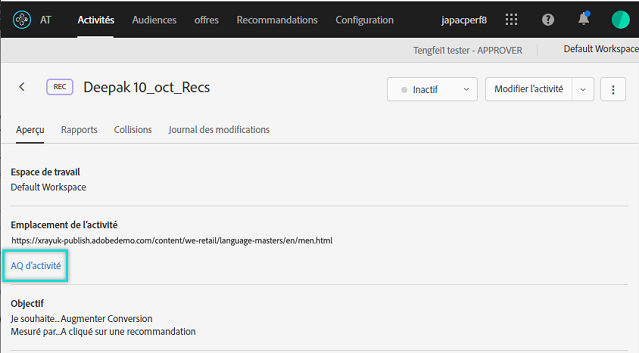 AT Activités Audiences offres Recommandations Configuration japacperf8
Tengfei1 tester - APPROVER Default Workspace
REC Deepak 10_oct_Recs Inactif Modifier l'activité
Aperçu Rapports Collisions Journal des modifications
Espace de travail
Default Workspace
Emplacement de l'activité
https://xrayuk-publish.adobedemo.com/content/we-retail/language-masters/en/men.html
AQ d'activité
Objectif
Je souhaite...Augmenter Conversion
Mesuré par...A cliqué sur une recommandation